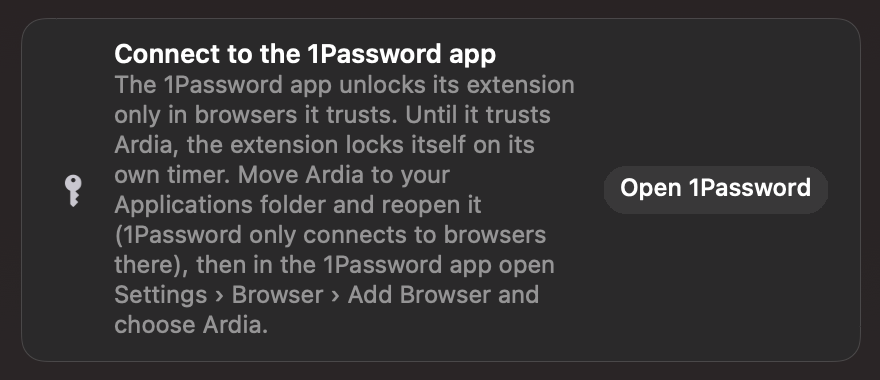 Connect to the 1Password app
The 1Password app unlocks its extension
only in browsers it trusts. Until it trusts
Ardia, the extension locks itself on its
own timer. Move Ardia to your
Applications folder and reopen it
(1Password only connects to browsers
there), then in the 1Password app open
Settings › Browser › Add Browser and
choose Ardia.
Open 1Password